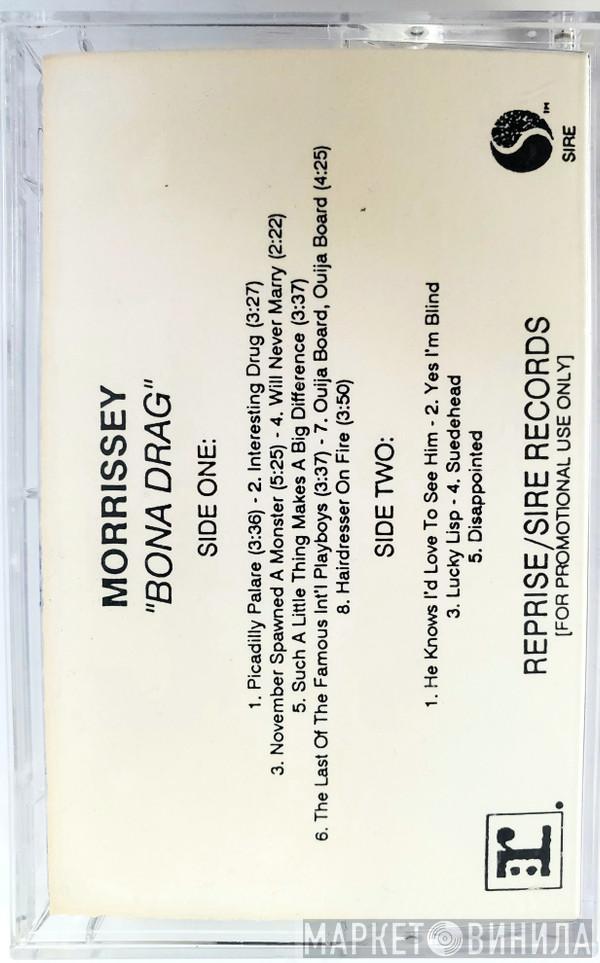 MORRISSEY
"BONA DRAG"
SIDE ONE:
1. Picadilly Palare (3:36) - 2. Interesting Drug (3:27)
3. November Spawned A Monster (5:25) - 4. Will Never Marry (2:22)
5. Such A Little Thing Makes A Big Difference (3:37)
6. The Last Of The Famous Int'l Playboys (3:37) - 7. Ouija Board, Ouija Board (4:25)
8. Hairdresser On Fire (3:50)
SIDE TWO:
1. He Knows I'd Love To See Him - 2. Yes I'm Blind
3. Lucky Lisp - 4. Suedehead
5. Disappointed
REPRISE/SIRE RECORDS
[FOR PROMOTIONAL USE ONLY]
r.
TM
SIRE
МАРКЕТ ВИНИЛА